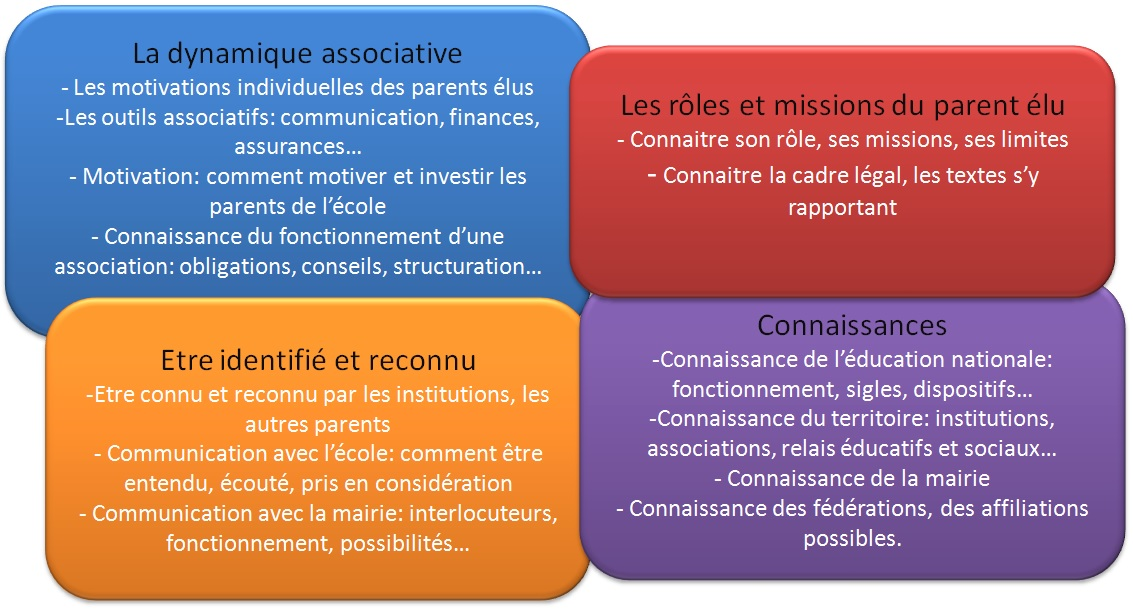 La dynamique associative
- Les motivations individuelles des parents élus
-Les outils associatifs: communication, finances,
assurances…
- Motivation: comment motiver et investir les
parents de l’école
- Connaissance du fonctionnement d’une
association: obligations, conseils, structuration…
Les rôles et missions du parent élu
- Connaitre son rôle, ses missions, ses limites
- Connaitre la cadre légal, les textes s’y
rapportant
Etre identifié et reconnu
-Etre connu et reconnu par les institutions, les
autres parents
- Communication avec l’école: comment être
entendu, écouté, pris en considération
- Communication avec la mairie: interlocuteurs,
fonctionnement, possibilités…
Connaissances
-Connaissance de l’éducation nationale:
fonctionnement, sigles, dispositifs…
-Connaissance du territoire: institutions,
associations, relais éducatifs et sociaux…
- Connaissance de la mairie
- Connaissance des fédérations, des affiliations
possibles.